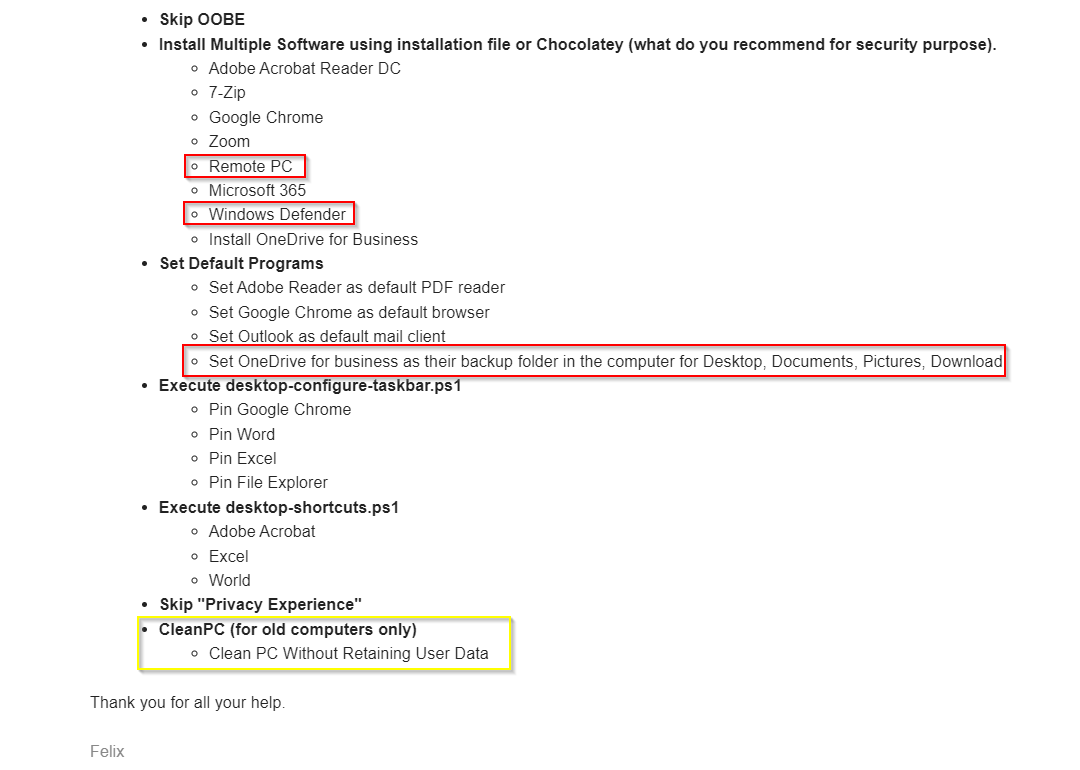 • Skip OOBE
• Install Multiple Software using installation file or Chocolatey (what do you recommend for security purpose).
◦ Adobe Acrobat Reader DC
◦ 7-Zip
◦ Google Chrome
◦ Zoom
◦ Remote PC
◦ Microsoft 365
◦ Windows Defender
◦ Install OneDrive for Business
• Set Default Programs
◦ Set Adobe Reader as default PDF reader
◦ Set Google Chrome as default browser
◦ Set Outlook as default mail client
◦ Set OneDrive for business as their backup folder in the computer for Desktop, Documents, Pictures, Download
• Execute desktop-configure-taskbar.ps1
◦ Pin Google Chrome
◦ Pin Word
◦ Pin Excel
◦ Pin File Explorer
• Execute desktop-shortcuts.ps1
◦ Adobe Acrobat
◦ Excel
◦ World
• Skip "Privacy Experience"
• CleanPC (for old computers only)
◦ Clean PC Without Retaining User Data
Thank you for all your help.
Felix